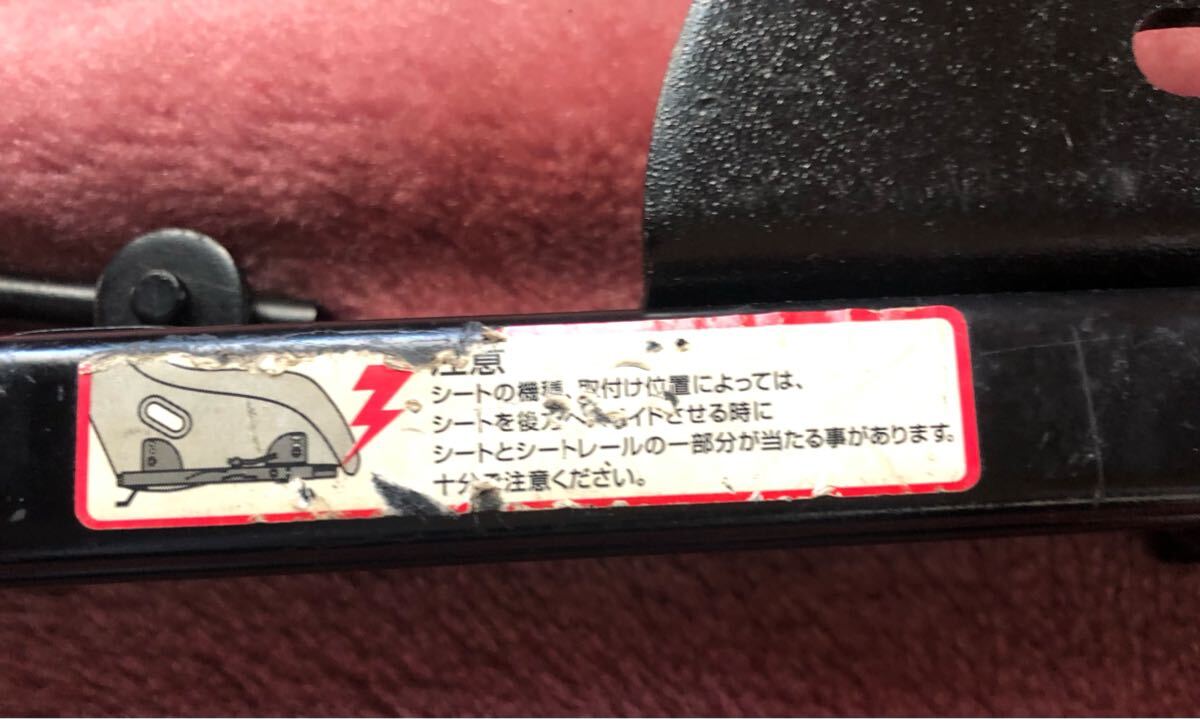 注意
シートの機種、取付け位置によっては、
シートを後方へスライドさせる時に
シートとシートレールの一部分が当たる事があります。
十分ご注意ください。